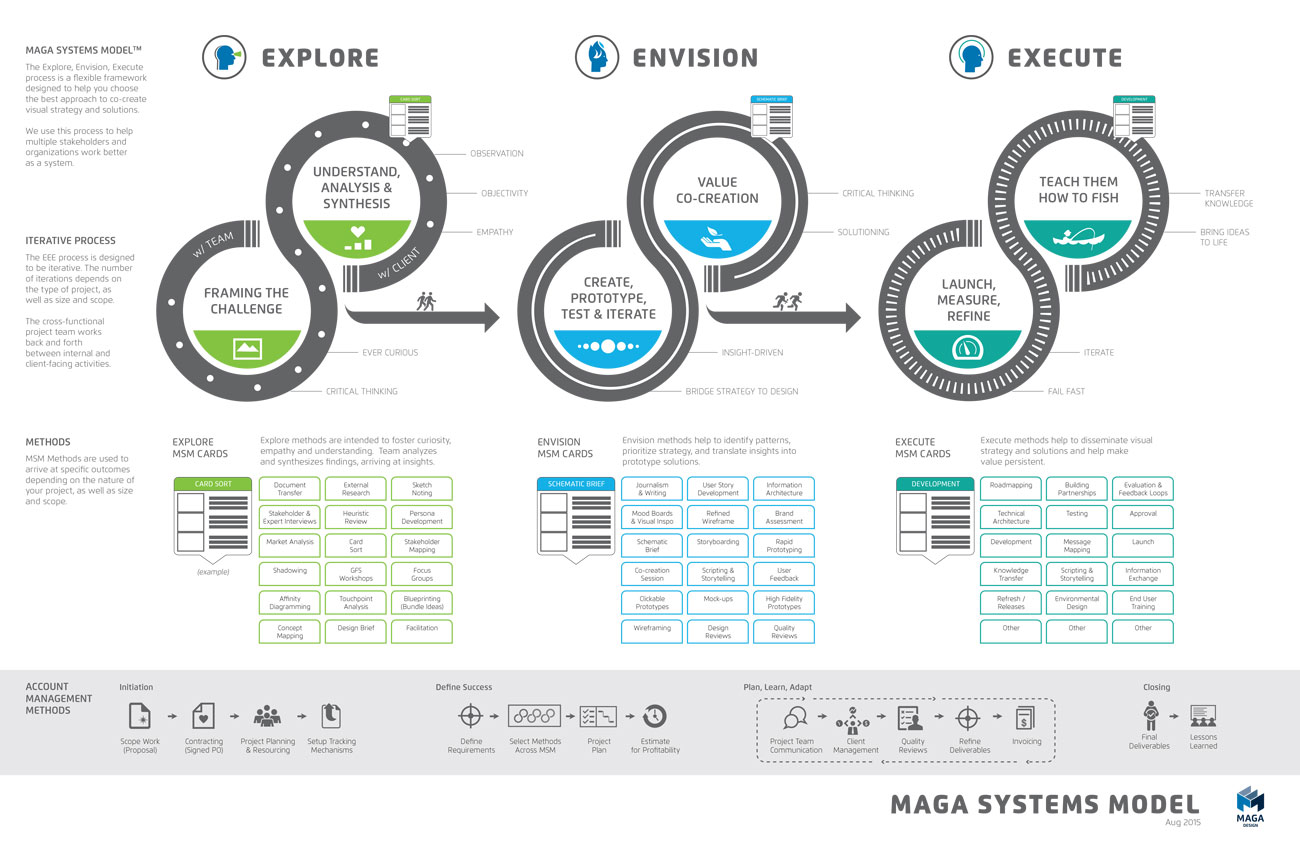 MAGA SYSTEMS MODEL™
The Explore, Envision, Execute
process is a flexible framework
designed to help you choose
the best approach to co-create
visual strategy and solutions.
We use this process to help
multiple stakeholders and
organizations work better
as a system.
ITERATIVE PROCESS
The EEE process is designed
to be iterative. The number
of iterations depends on
the type of project, as
well as size and scope.
The cross-functional
project team works
back and forth
between internal and
client-facing activities.
EXPLORE
CARD SORT
UNDERSTAND,
ANALYSIS &
SYNTHESIS
OBSERVATION
OBJECTIVITY
EMPATHY
w/ TEAM
w/ CLIENT
FRAMING THE
CHALLENGE
EVER CURIOUS
CRITICAL THINKING
ENVISION
SCHEMATIC BRIEF
VALUE
CO-CREATION
CRITICAL THINKING
SOLUTIONING
CREATE,
PROTOTYPE,
TEST & ITERATE
INSIGHT-DRIVEN
BRIDGE STRATEGY TO DESIGN
EXECUTE
DEVELOPMENT
TEACH THEM
HOW TO FISH
TRANSFER
KNOWLEDGE
BRING IDEAS
TO LIFE
LAUNCH,
MEASURE,
REFINE
ITERATE
FAIL FAST
METHODS
MSM Methods are used to
arrive at specific outcomes
depending on the nature of
your project, as well as size
and scope.
EXPLORE
MSM CARDS
Explore methods are intended to foster curiosity,
empathy and understanding. Team analyzes
and synthesizes findings, arriving at insights.
CARD SORT
(example)
Document
Transfer
External
Research
Sketch
Noting
Stakeholder &
Expert Interviews
Heuristic
Review
Persona
Development
Market Analysis
Card
Sort
Stakeholder
Mapping
Shadowing
GFS
Workshops
Focus
Groups
Affinity
Diagramming
Touchpoint
Analysis
Blueprinting
(Bundle Ideas)
Concept
Mapping
Design Brief
Facilitation
ENVISION
MSM CARDS
Envision methods help to identify patterns,
prioritize strategy, and translate insights into
prototype solutions.
SCHEMATIC BRIEF
Journalism
& Writing
User Story
Development
Information
Architecture
Mood Boards
& Visual Inspo
Refined
Wireframe
Brand
Assessment
Schematic
Brief
Storyboarding
Rapid
Prototyping
Co-creation
Session
Scripting &
Storytelling
User
Feedback
Clickable
Prototypes
Mock-ups
High Fidelity
Prototypes
Wireframing
Design
Reviews
Quality
Reviews
EXECUTE
MSM CARDS
Execute methods help to disseminate visual
strategy and solutions and help make
value persistent.
DEVELOPMENT
Roadmapping
Building
Partnerships
Evaluation &
Feedback Loops
Technical
Architecture
Testing
Approval
Development
Message
Mapping
Launch
Knowledge
Transfer
Scripting &
Storytelling
Information
Exchange
Refresh /
Releases
Environmental
Design
End User
Training
Other
Other
Other
ACCOUNT
MANAGEMENT
METHODS
Initiation
Scope Work
(Proposal)
Contracting
(Signed PO)
Project Planning
& Resourcing
Setup Tracking
Mechanisms
Define Success
Define
Requirements
Select Methods
Across MSM
Project
Plan
Estimate
for Profitability
Plan, Learn, Adapt
Project Team
Communication
Client
Management
Quality
Reviews
Refine
Deliverables
Invoicing
Closing
Final
Deliverables
Lessons
Learned
MAGA SYSTEMS MODEL
Aug 2015
MAGA
DESIGN